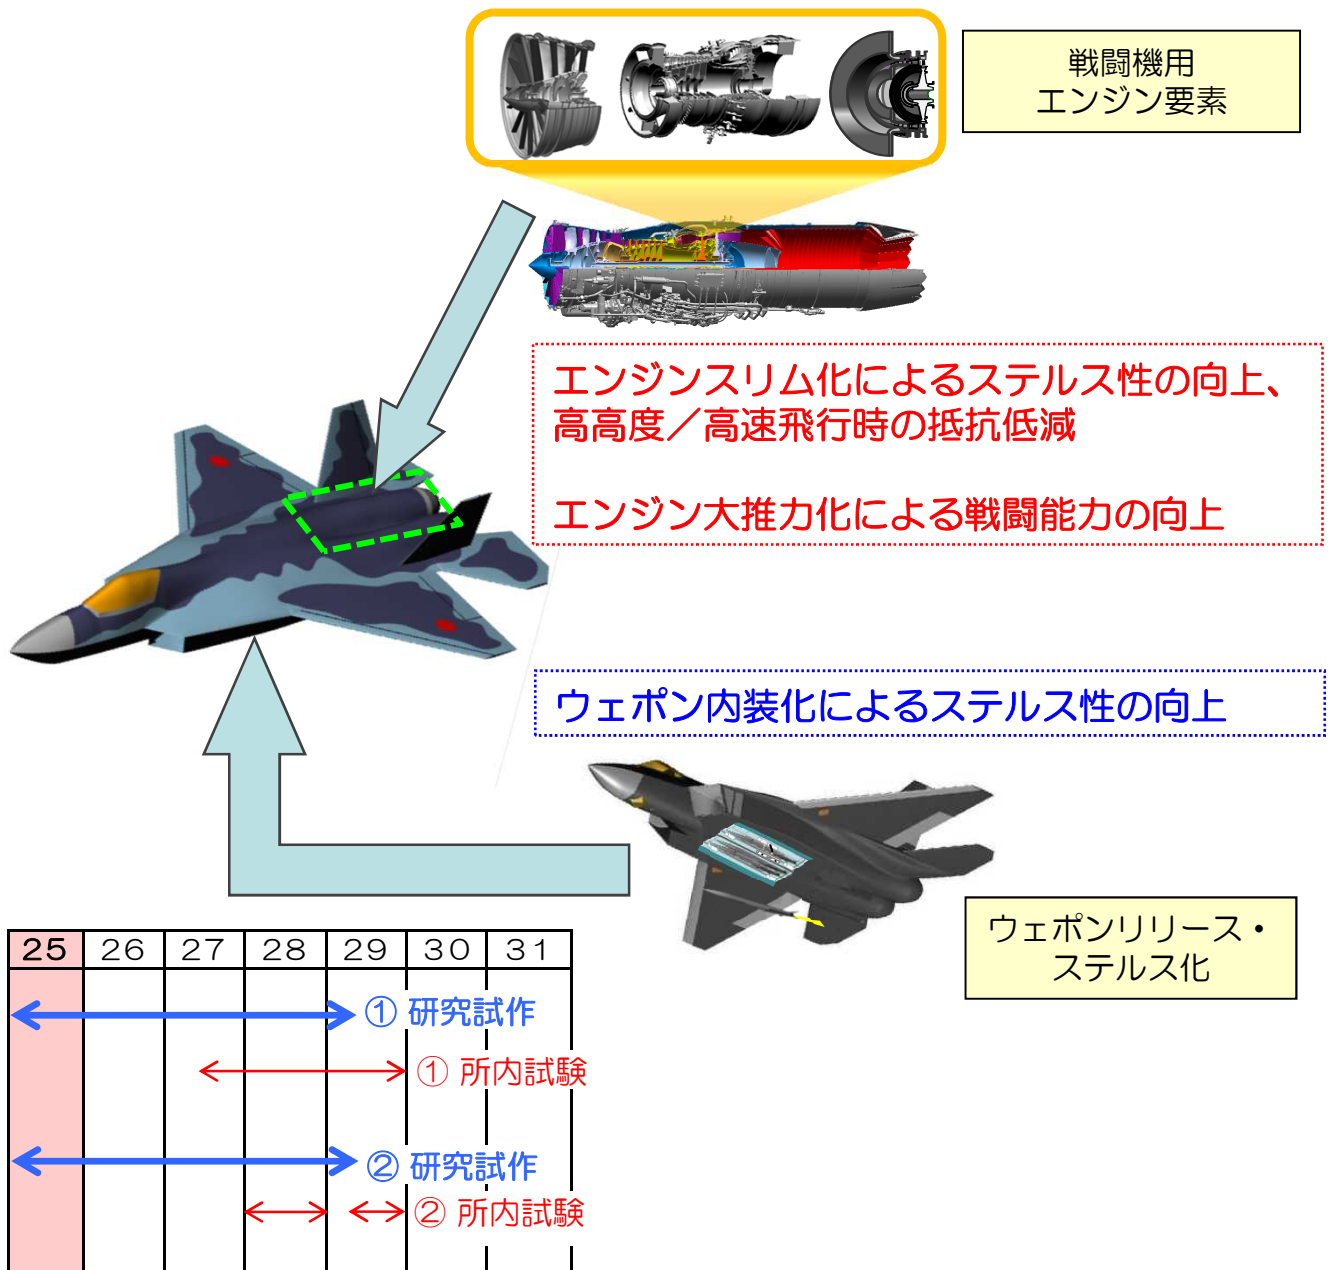 戦闘機用
エンジン要素
エンジンスリム化によるステルス性の向上、
高高度／高速飛行時の抵抗低減
エンジン大推力化による戦闘能力の向上
ウェポン内装化によるステルス性の向上
ウェポンリリース・
ステルス化
25 26 27 28 29 30 31
① 研究試作
① 所内試験
② 研究試作
② 所内試験